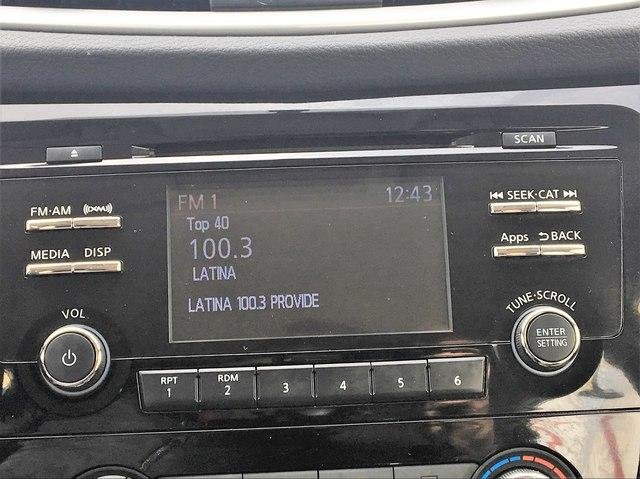 SCAN
FM·AM
MEDIA DISP
FM 1 12:43
Top 40
100.3
LATINA
LATINA 100.3 PROVIDE
SEEK·CAT
Apps BACK
VOL
TUNE·SCROLL
ENTER
SETTING
RPT
1
RDM
2
3
4
5
6